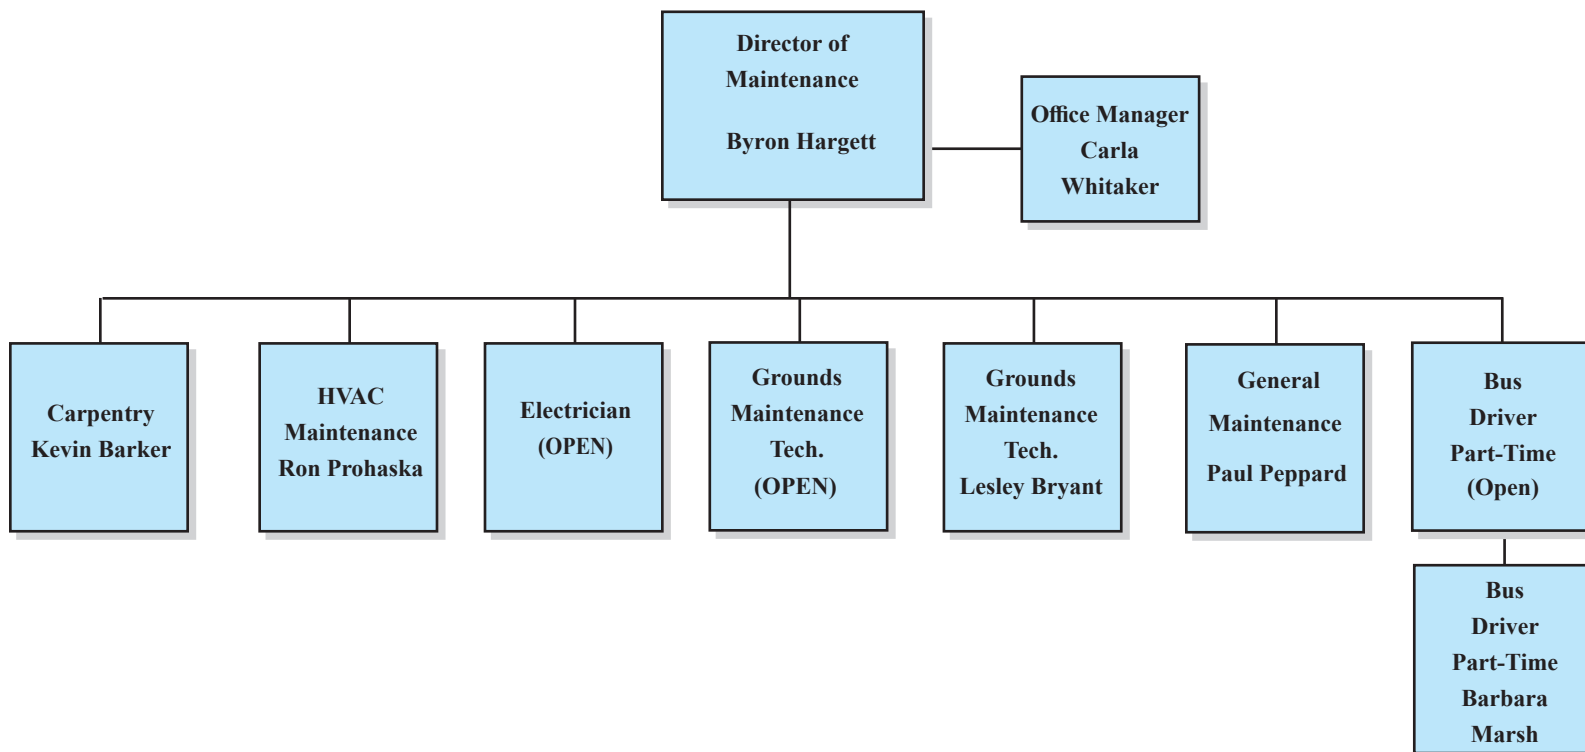 Director of
Maintenance
Byron Hargett
Office Manager
Carla
Whitaker
Carpentry
Kevin Barker
HVAC
Maintenance
Ron Prohaska
Electrician
(OPEN)
Grounds
Maintenance
Tech.
(OPEN)
Grounds
Maintenance
Tech.
Lesley Bryant
General
Maintenance
Paul Peppard
Bus
Driver
Part-Time
(Open)
Bus
Driver
Part-Time
Barbara
Marsh